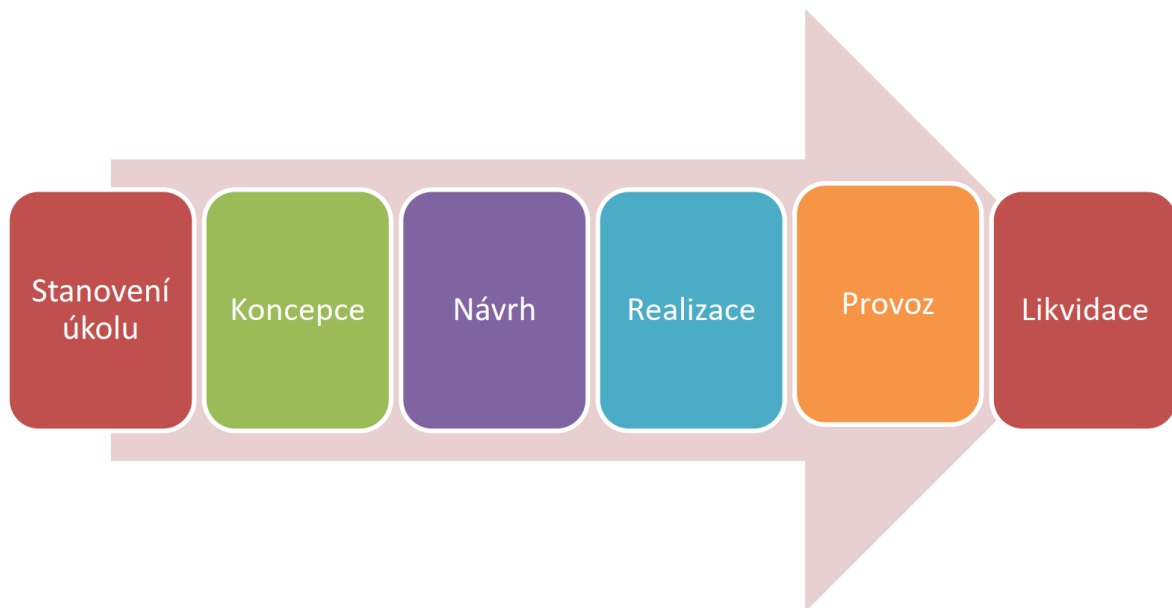 Stanovení
úkolu
Koncepce
Návrh
Realizace
Provoz
Likvidace